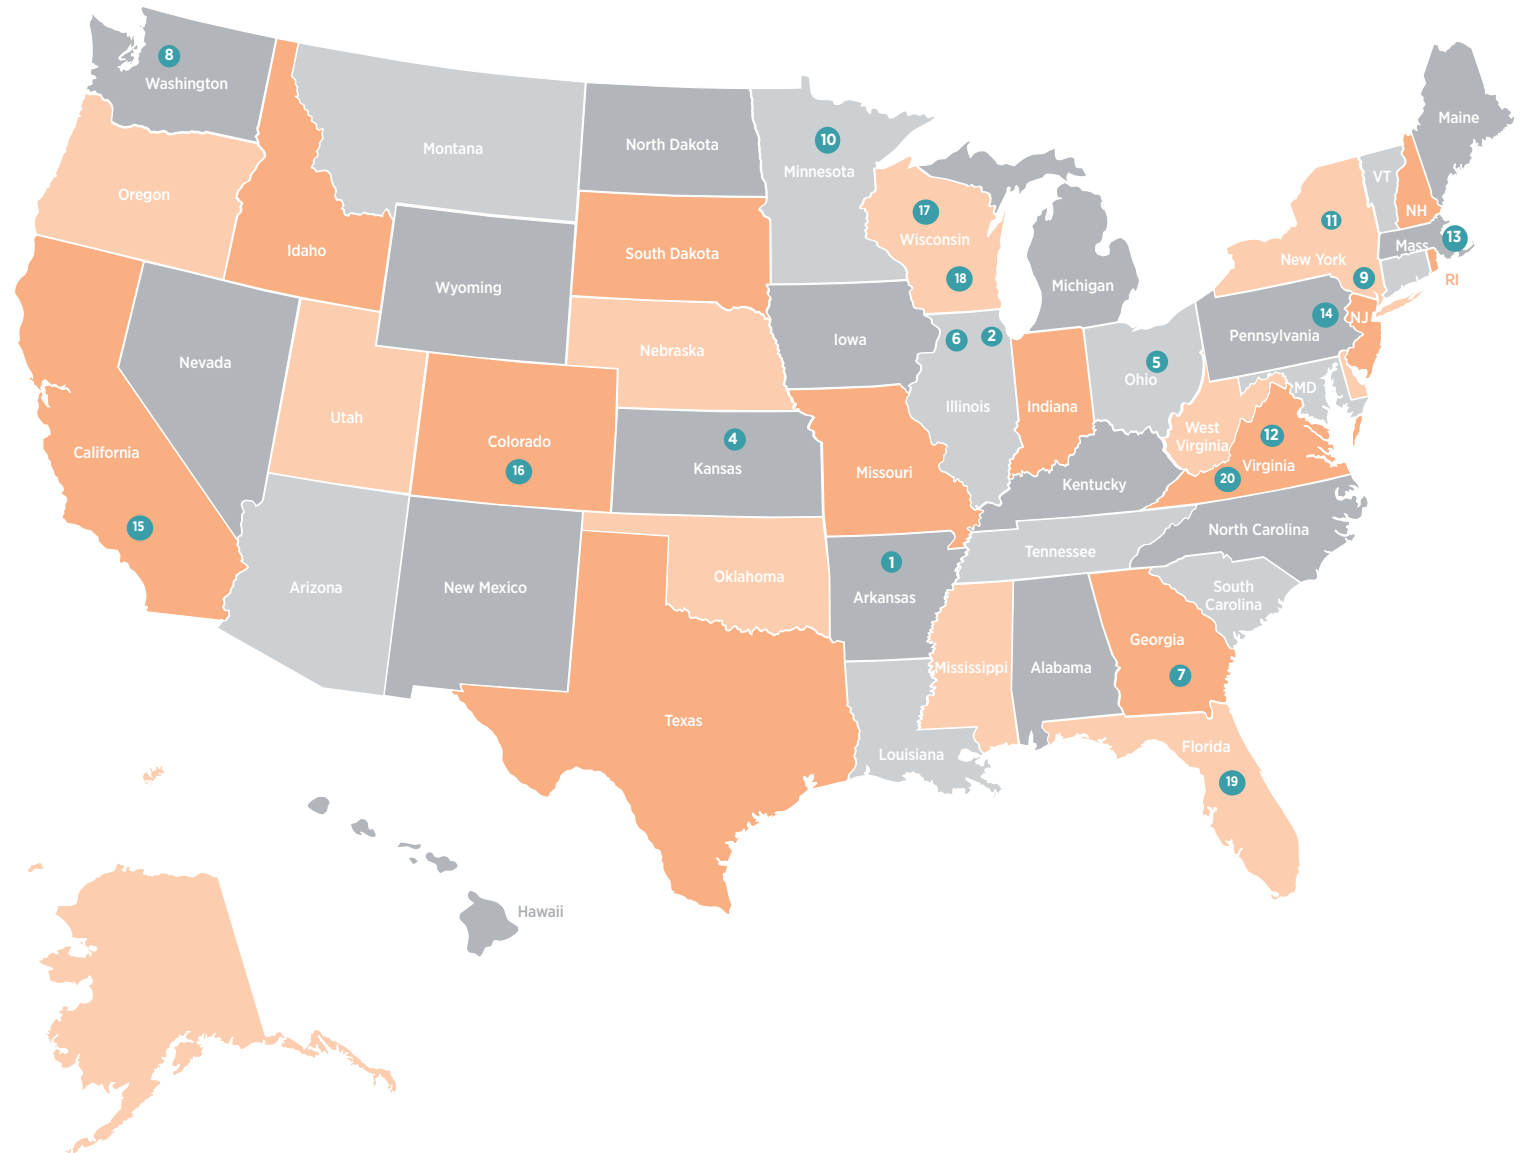 8
Washington
Montana
North Dakota
10
Minnesota
Maine
Oregon
VT
NH
17
Wisconsin
11
13
Mass
Idaho
South Dakota
New York
9
RI
18
Wyoming
Michigan
14
NJ
Pennsylvania
Iowa
6
2
Nebraska
Nevada
5
Ohio
MD
Utah
Illinois
Indiana
West
Virginia
12
Virginia
California
Colorado
16
4
Kansas
Missouri
Kentucky
20
15
North Carolina
Arizona
New Mexico
Oklahoma
1
Arkansas
Tennessee
South
Carolina
Georgia
7
Mississippi
Alabama
Texas
Louisiana
Florida
19
Hawaii